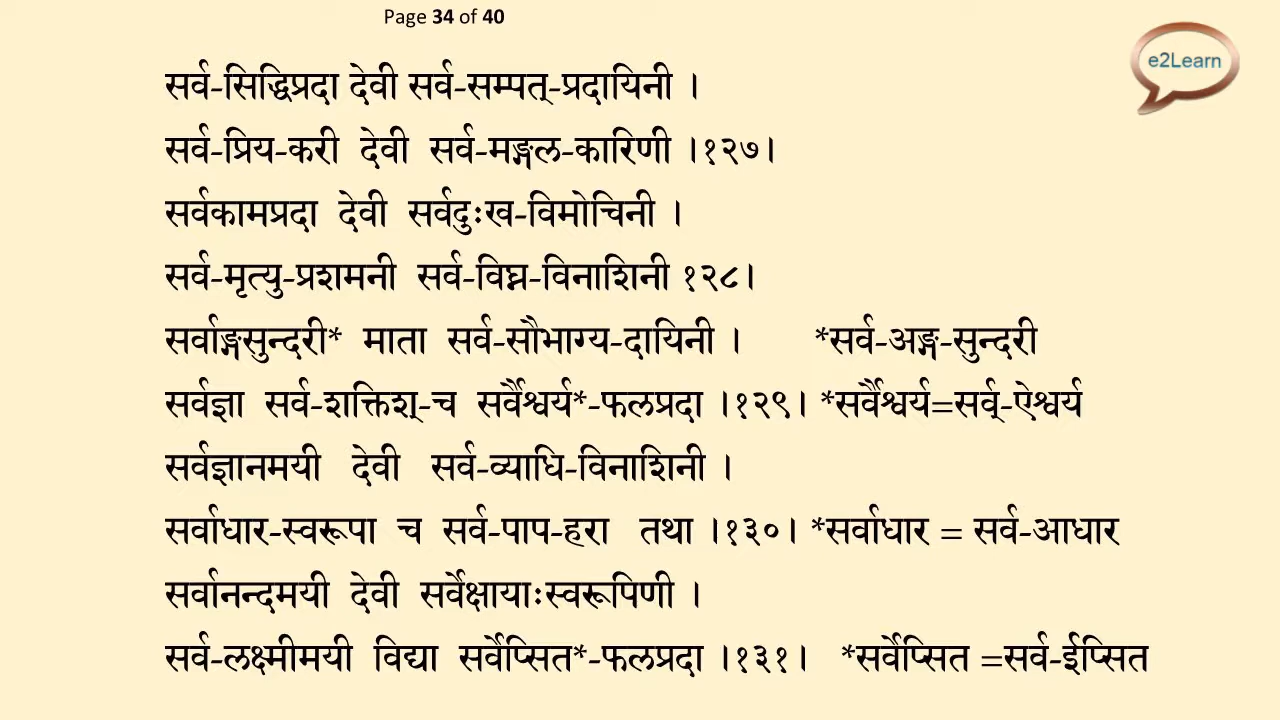 Page 34 of 40
e2Learn
सर्व-सिद्धिप्रदा देवी सर्व-सम्पत्-प्रदायिनी ।
सर्व-प्रिय-करी देवी सर्व-मङ्गल-कारिणी ।१२७।
सर्वकामप्रदा देवी सर्वदुःख-विमोचिनी ।
सर्व-मृत्यु-प्रशमनी सर्व-विघ्न-विनाशिनी १२८।
सर्वाङ्गसुन्दरी* माता सर्व-सौभाग्य-दायिनी । *सर्व-अङ्ग-सुन्दरी
सर्वज्ञा सर्व-शक्तिश्-च सर्वैश्वर्य*-फलप्रदा ।१२९। *सर्वैश्वर्य=सर्व्-ऐश्वर्य
सर्वज्ञानमयी देवी सर्व-व्याधि-विनाशिनी ।
सर्वाधार-स्वरूपा च सर्व-पाप-हरा तथा ।१३०। *सर्वाधार = सर्व-आधार
सर्वानन्दमयी देवी सर्वेक्षायाःस्वरूपिणी ।
सर्व-लक्ष्मीमयी विद्या सर्वेप्सित*-फलप्रदा ।१३१। *सर्वेप्सित =सर्व-ईप्सित